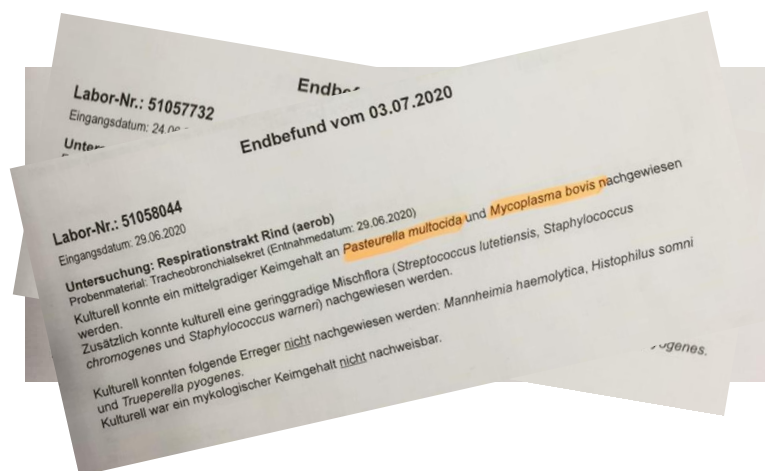 Labor-Nr.: 51057732
Eingangsdatum: 24.06
Endbefund vom 03.07.2020
Labor-Nr.: 51058044
Eingangsdatum: 29.06.2020
Untersuchung: Respirationstrakt Rind (aerob)
Probenmaterial: Tracheobronchialsekret (Entnahmedatum: 29.06.2020)
Kulturell konnte ein mittelgradiger Keimgehalt an Pasteurella multocida und Mycoplasma bovis nachgewiesen
werden.
Zusätzlich konnte kulturell eine geringgradige Mischflora (Streptococcus lutetiensis, Staphylococcus
chromogenes und Staphylococcus warneri) nachgewiesen werden.
Kulturell konnten folgende Erreger nicht nachgewiesen werden: Mannheimia haemolytica, Histophilus somni
und Trueperella pyogenes.
Kulturell war ein mykologischer Keimgehalt nicht nachweisbar.